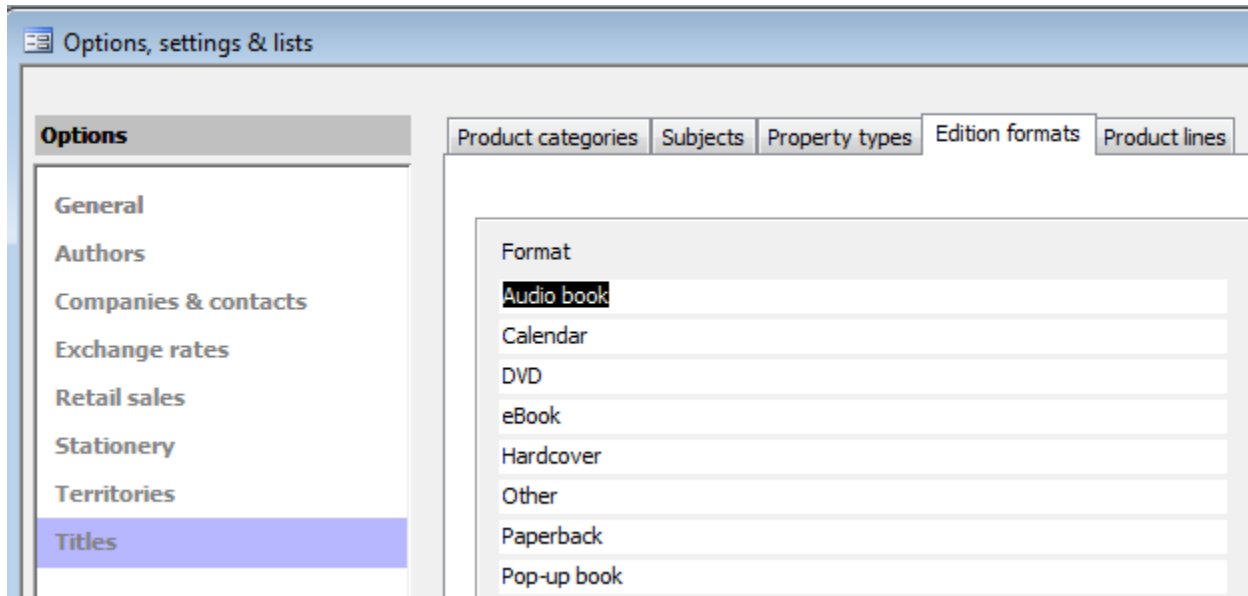 Options, settings & lists
Options
General
Authors
Companies & contacts
Exchange rates
Retail sales
Stationery
Territories
Titles
Product categories Subjects Property types Edition formats Product lines
Format
Audio book
Calendar
DVD
eBook
Hardcover
Other
Paperback
Pop-up book